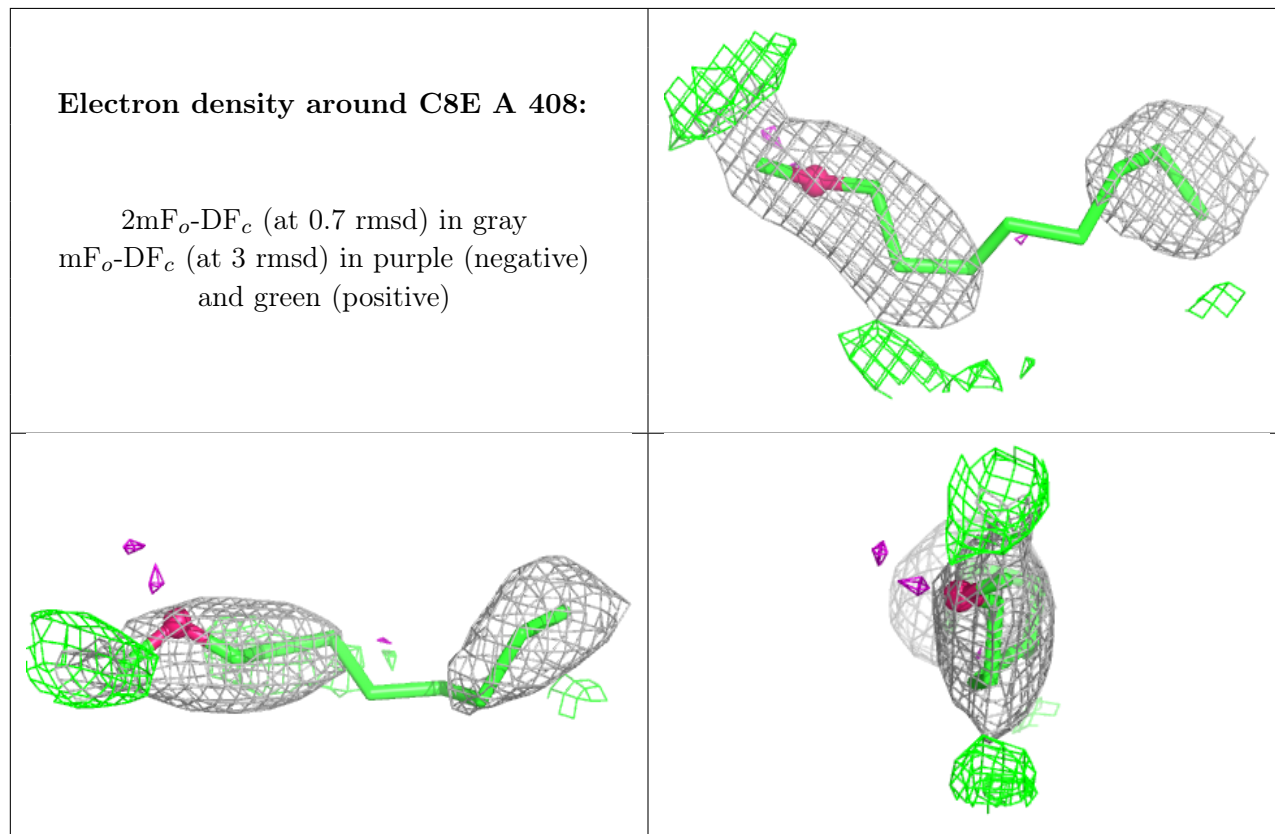 Electron density around C8E A 408:
2mFo-DFc (at 0.7 rmsd) in gray
mFo-DFc (at 3 rmsd) in purple (negative)
and green (positive)